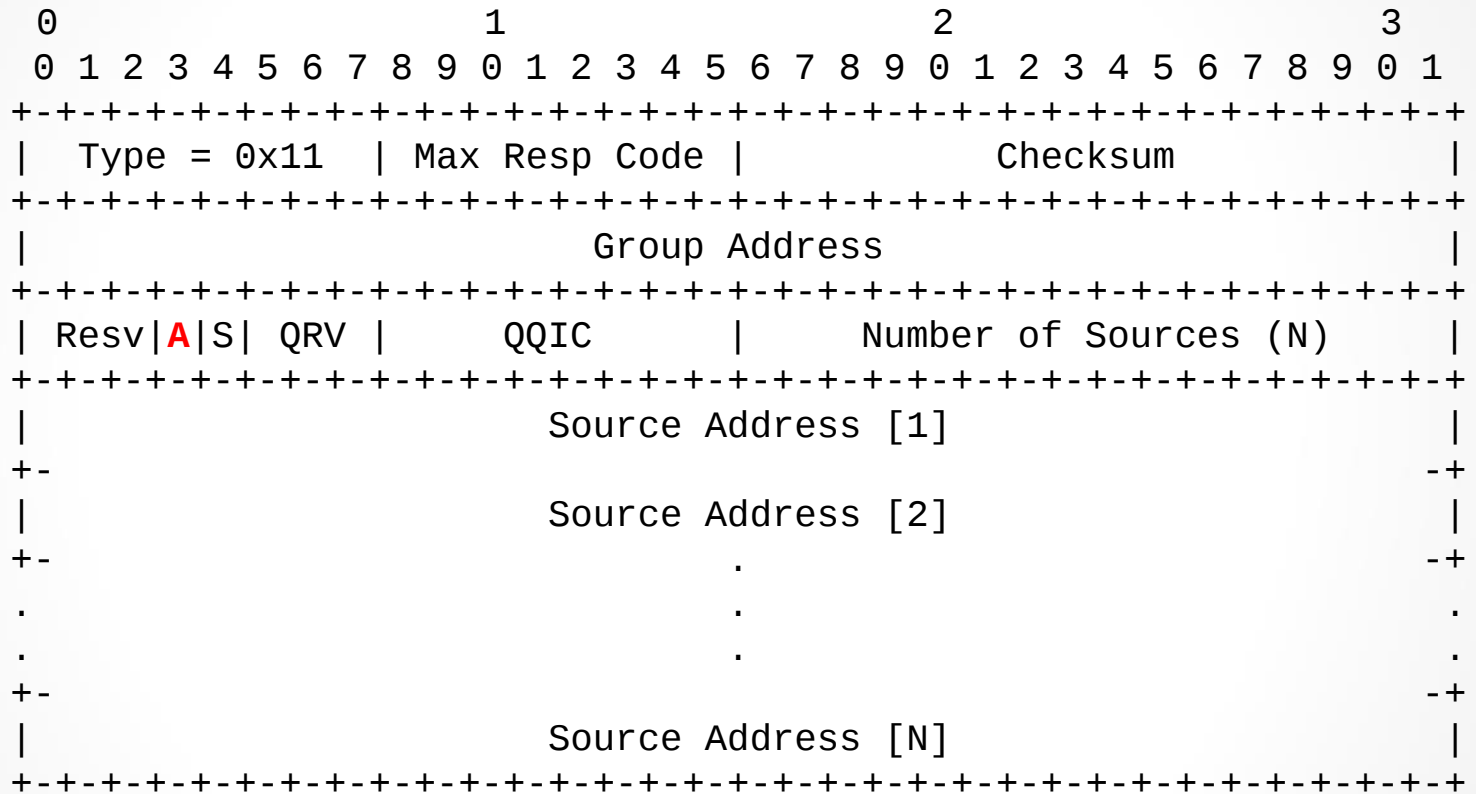 0                   1                   2                   3
 0 1 2 3 4 5 6 7 8 9 0 1 2 3 4 5 6 7 8 9 0 1 2 3 4 5 6 7 8 9 0 1
+-+-+-+-+-+-+-+-+-+-+-+-+-+-+-+-+-+-+-+-+-+-+-+-+-+-+-+-+-+-+-+-+
|  Type = 0x11  | Max Resp Code |           Checksum            |
+-+-+-+-+-+-+-+-+-+-+-+-+-+-+-+-+-+-+-+-+-+-+-+-+-+-+-+-+-+-+-+-+
|                         Group Address                         |
+-+-+-+-+-+-+-+-+-+-+-+-+-+-+-+-+-+-+-+-+-+-+-+-+-+-+-+-+-+-+-+-+
| Resv|A|S| QRV |     QQIC      |     Number of Sources (N)     |
+-+-+-+-+-+-+-+-+-+-+-+-+-+-+-+-+-+-+-+-+-+-+-+-+-+-+-+-+-+-+-+-+
|                       Source Address [1]                      |
+-                                                             -+
|                       Source Address [2]                      |
+-                              .                              -+
.                               .                               .
.                               .                               .
+-                                                             -+
|                       Source Address [N]                      |
+-+-+-+-+-+-+-+-+-+-+-+-+-+-+-+-+-+-+-+-+-+-+-+-+-+-+-+-+-+-+-+-+